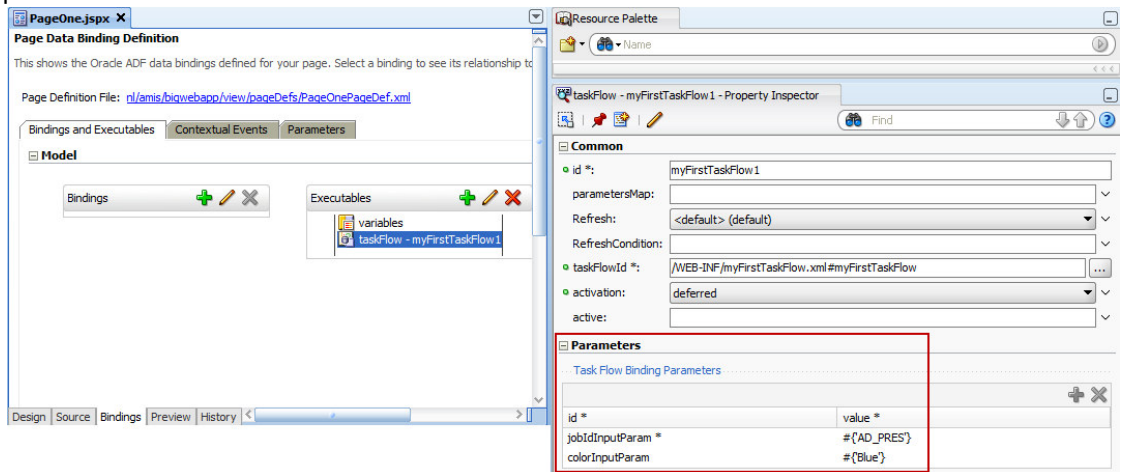 PageOne.jspx
Page Data Binding Definition
This shows the Oracle ADF data bindings defined for your page. Select a binding to see its relationship to
Page Definition File: nl/amis/bigwebapp/view/pageDefs/PageOnePageDef.xml
Bindings and Executables Contextual Events Parameters
Model
Bindings
Executables
variables
taskFlow - myFirstTaskFlow1
Design Source Bindings Preview History
Resource Palette
Name
taskFlow - myFirstTaskFlow1 - Property Inspector
Find
Common
id *: myFirstTaskFlow1
parametersMap:
Refresh: <default> (default)
RefreshCondition:
taskFlowId *: /WEB-INF/myFirstTaskFlow.xml#myFirstTaskFlow ...
activation: deferred
active:
Parameters
Task Flow Binding Parameters
id * value *
jobIdInputParam * #{'AD_PRES'}
colorInputParam #{'Blue'}